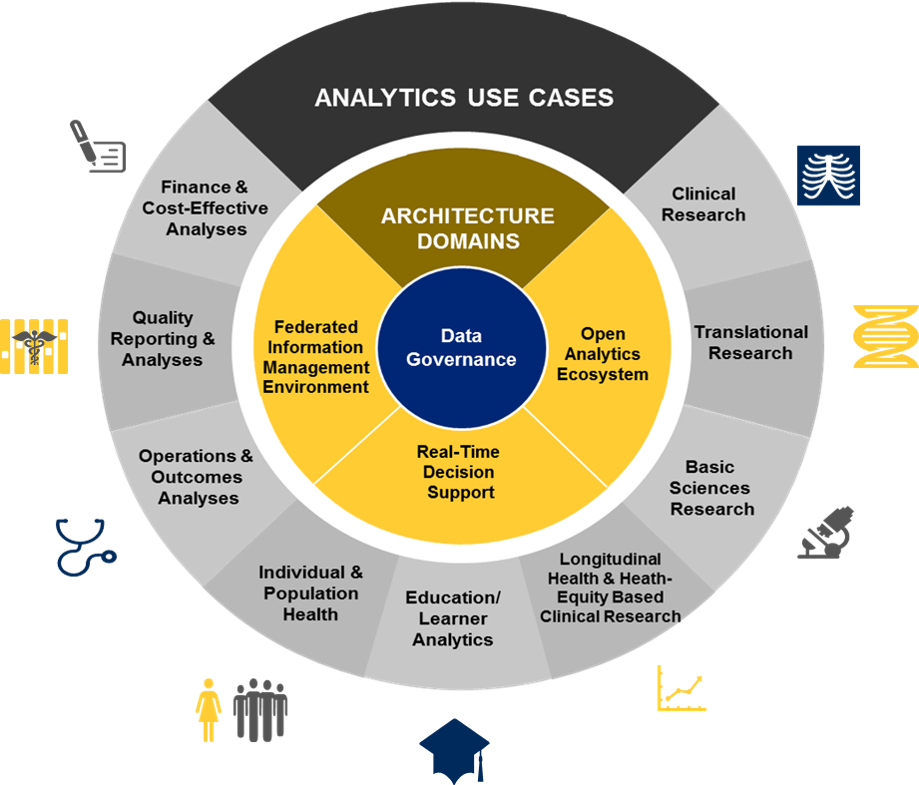 ANALYTICS USE CASES
Clinical
Research
Translational
Research
Basic
Sciences
Research
Longitudinal
Health & Heath-
Equity Based
Clinical Research
Education/
Learner
Analytics
Individual &
Population
Health
Operations &
Outcomes
Analyses
Quality
Reporting &
Analyses
Finance &
Cost-Effective
Analyses
ARCHITECTURE
DOMAINS
Open
Analytics
Ecosystem
Real-Time
Decision
Support
Federated
Information
Management
Environment
Data
Governance